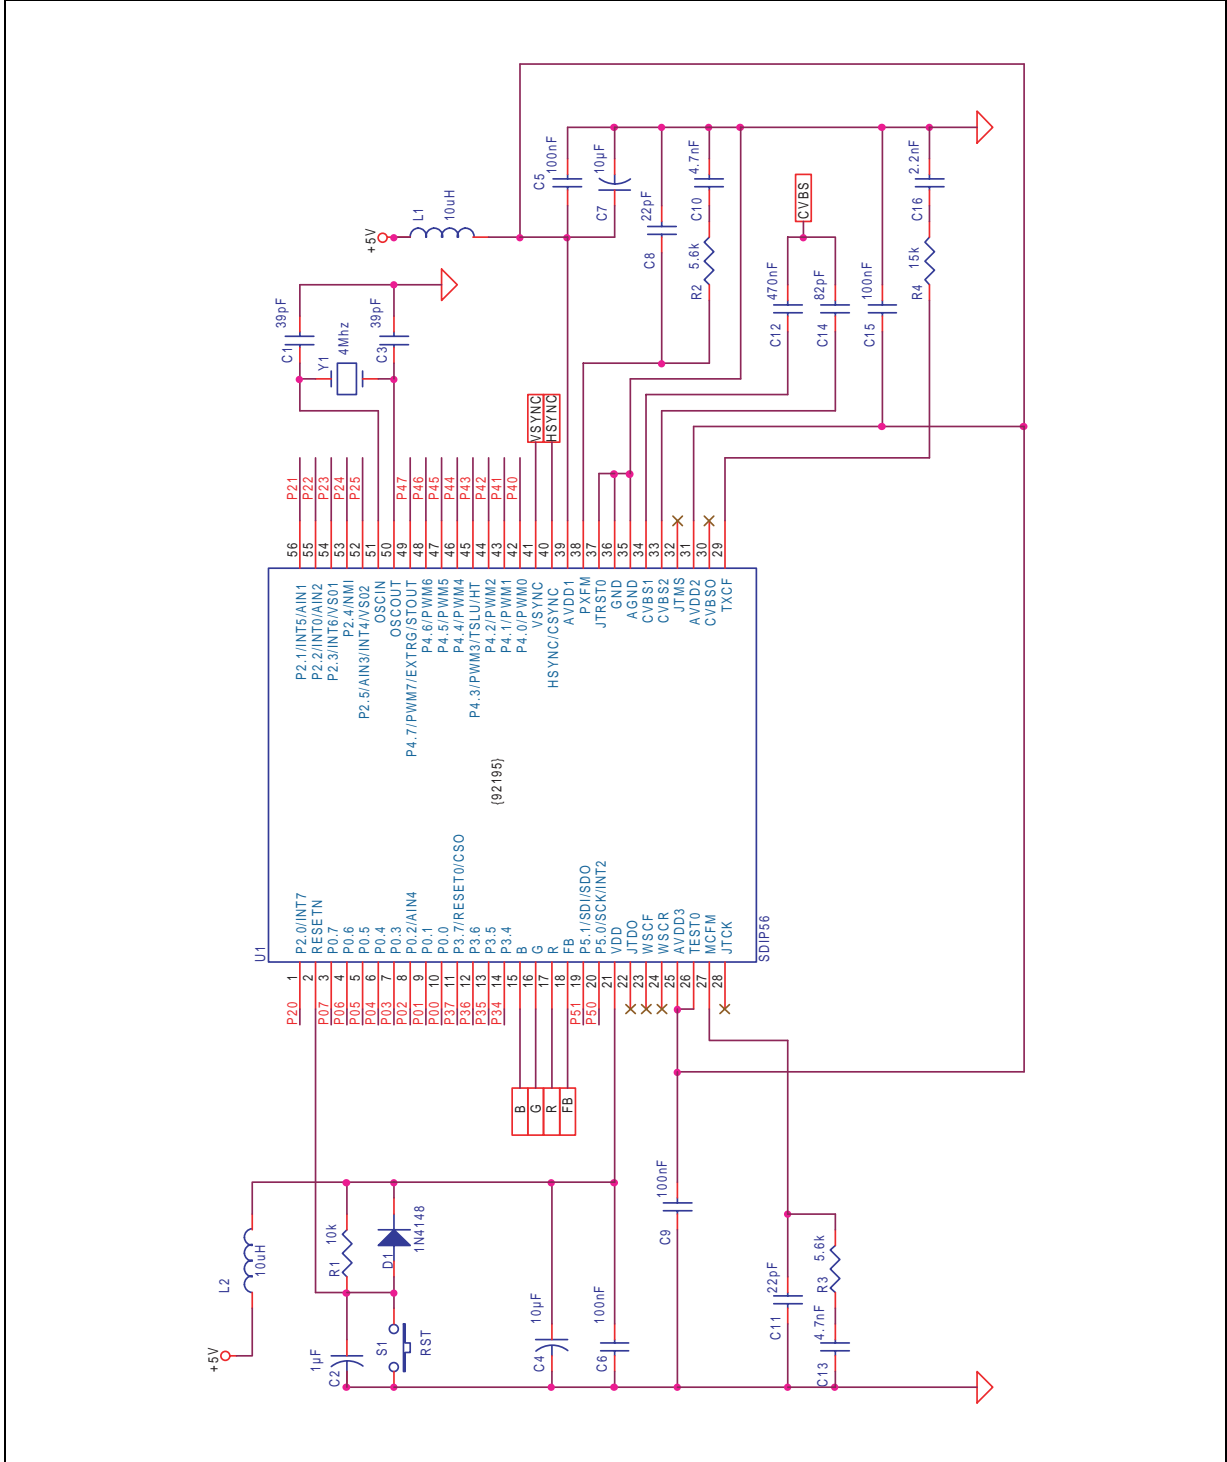 +5V
L1
10uH
C5
100nF
C7
10µF
C8
22pF
C10
4.7nF
R2
5.6k
CVBS
C12
470nF
C14
82pF
C15
100nF
C16
2.2nF
R4
15k
C1
39pF
Y1
4Mhz
C3
39pF
VSYNC
HSYNC
P21
P22
P23
P24
P25
P47
P46
P45
P44
P43
P42
P41
P40
56
55
54
53
52
51
50
49
48
47
46
45
44
43
42
41
40
39
38
37
36
35
34
33
32
31
30
29
P2.1/INT5/AIN1
P2.2/INT0/AIN2
P2.3/INT6/VS01
P2.4/NMI
P2.5/AIN3/INT4/VS02
OSCIN
OSCOUT
P4.7/PWM7/EXTRG/STOUT
P4.6/PWM6
P4.5/PWM5
P4.4/PWM4
P4.3/PWM3/TSLU/HT
P4.2/PWM2
P4.1/PWM1
P4.0/PWM0
VSYNC
HSYNC/CSYNC
AVDD1
PXFM
JTRST0
GND
AGND
CVBS1
CVBS2
JTMS
AVDD2
CVBSO
TXCF
{92195}
U1
SDIP56
P2.0/INT7
RESETN
P0.7
P0.6
P0.5
P0.4
P0.3
P0.2/AIN4
P0.1
P0.0
P3.7/RESET0/CSO
P3.6
P3.5
P3.4
B
G
R
FB
P5.1/SDI/SDO
P5.0/SCK/INT2
VDD
JTDO
WSCF
WSCR
AVDD3
TEST0
MCFM
JTCK
1
2
3
4
5
6
7
8
9
10
11
12
13
14
15
16
17
18
19
20
21
22
23
24
25
26
27
28
P20
P07
P06
P05
P04
P03
P02
P01
P00
P37
P36
P35
P34
P51
P50
B
G
R
FB
+5V
L2
10uH
R1
10k
D1
1N4148
C2
1µF
S1
RST
C4
10µF
C6
100nF
C9
100nF
C11
22pF
R3
5.6k
C13
4.7nF